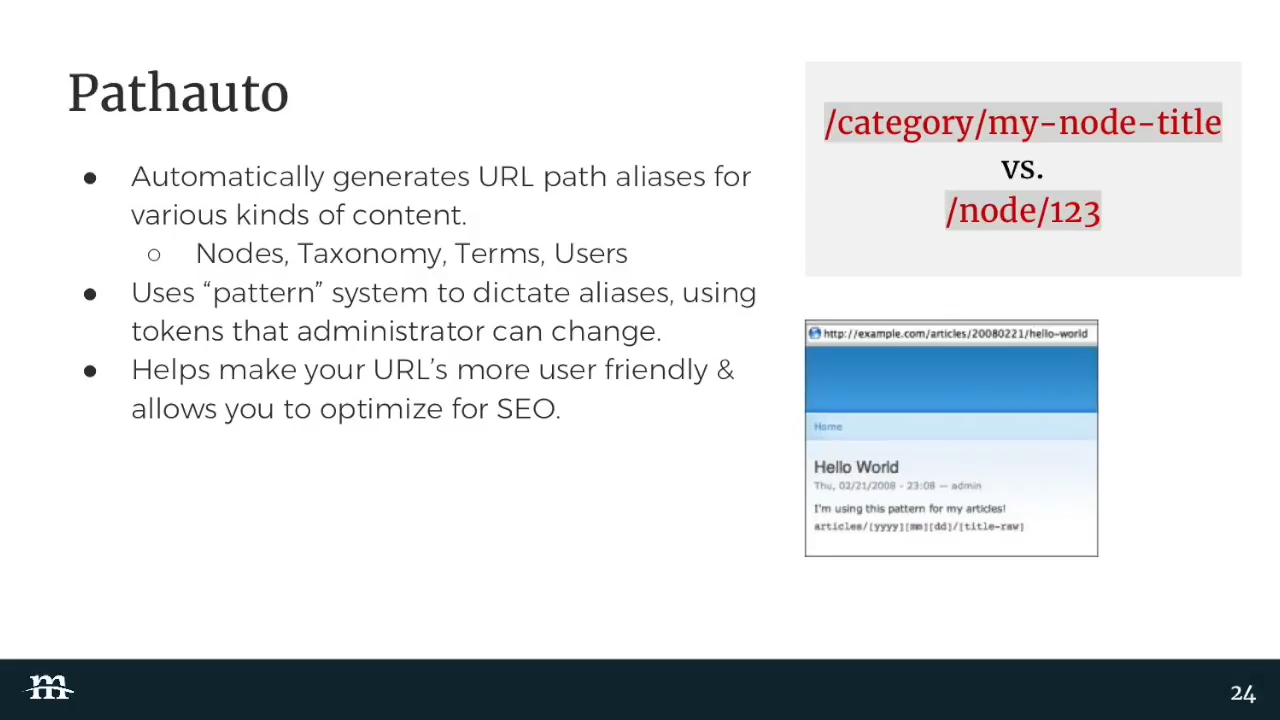 Pathauto
● Automatically generates URL path aliases for
various kinds of content.
○ Nodes, Taxonomy, Terms, Users
● Uses “pattern” system to dictate aliases, using
tokens that administrator can change.
● Helps make your URL’s more user friendly &
allows you to optimize for SEO.
/category/my-node-title
vs.
/node/123
http://example.com/articles/20080221/hello-world
Home
Hello World
Thu, 02/21/2008 - 23:08 — admin
I'm using this pattern for my articles!
articles/[yyyy][mm][dd]/[title-raw]
m
24